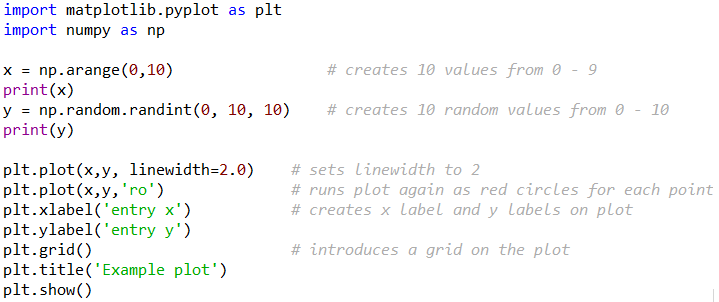 import matplotlib.pyplot as plt
import numpy as np
x = np.arange(0,10) # creates 10 values from 0 - 9
print(x)
y = np.random.randint(0, 10, 10) # creates 10 random values from 0 - 10
print(y)
plt.plot(x,y, linewidth=2.0) # sets linewidth to 2
plt.plot(x,y,'ro') # runs plot again as red circles for each point
plt.xlabel('entry x') # creates x label and y labels on plot
plt.ylabel('entry y')
plt.grid() # introduces a grid on the plot
plt.title('Example plot')
plt.show()